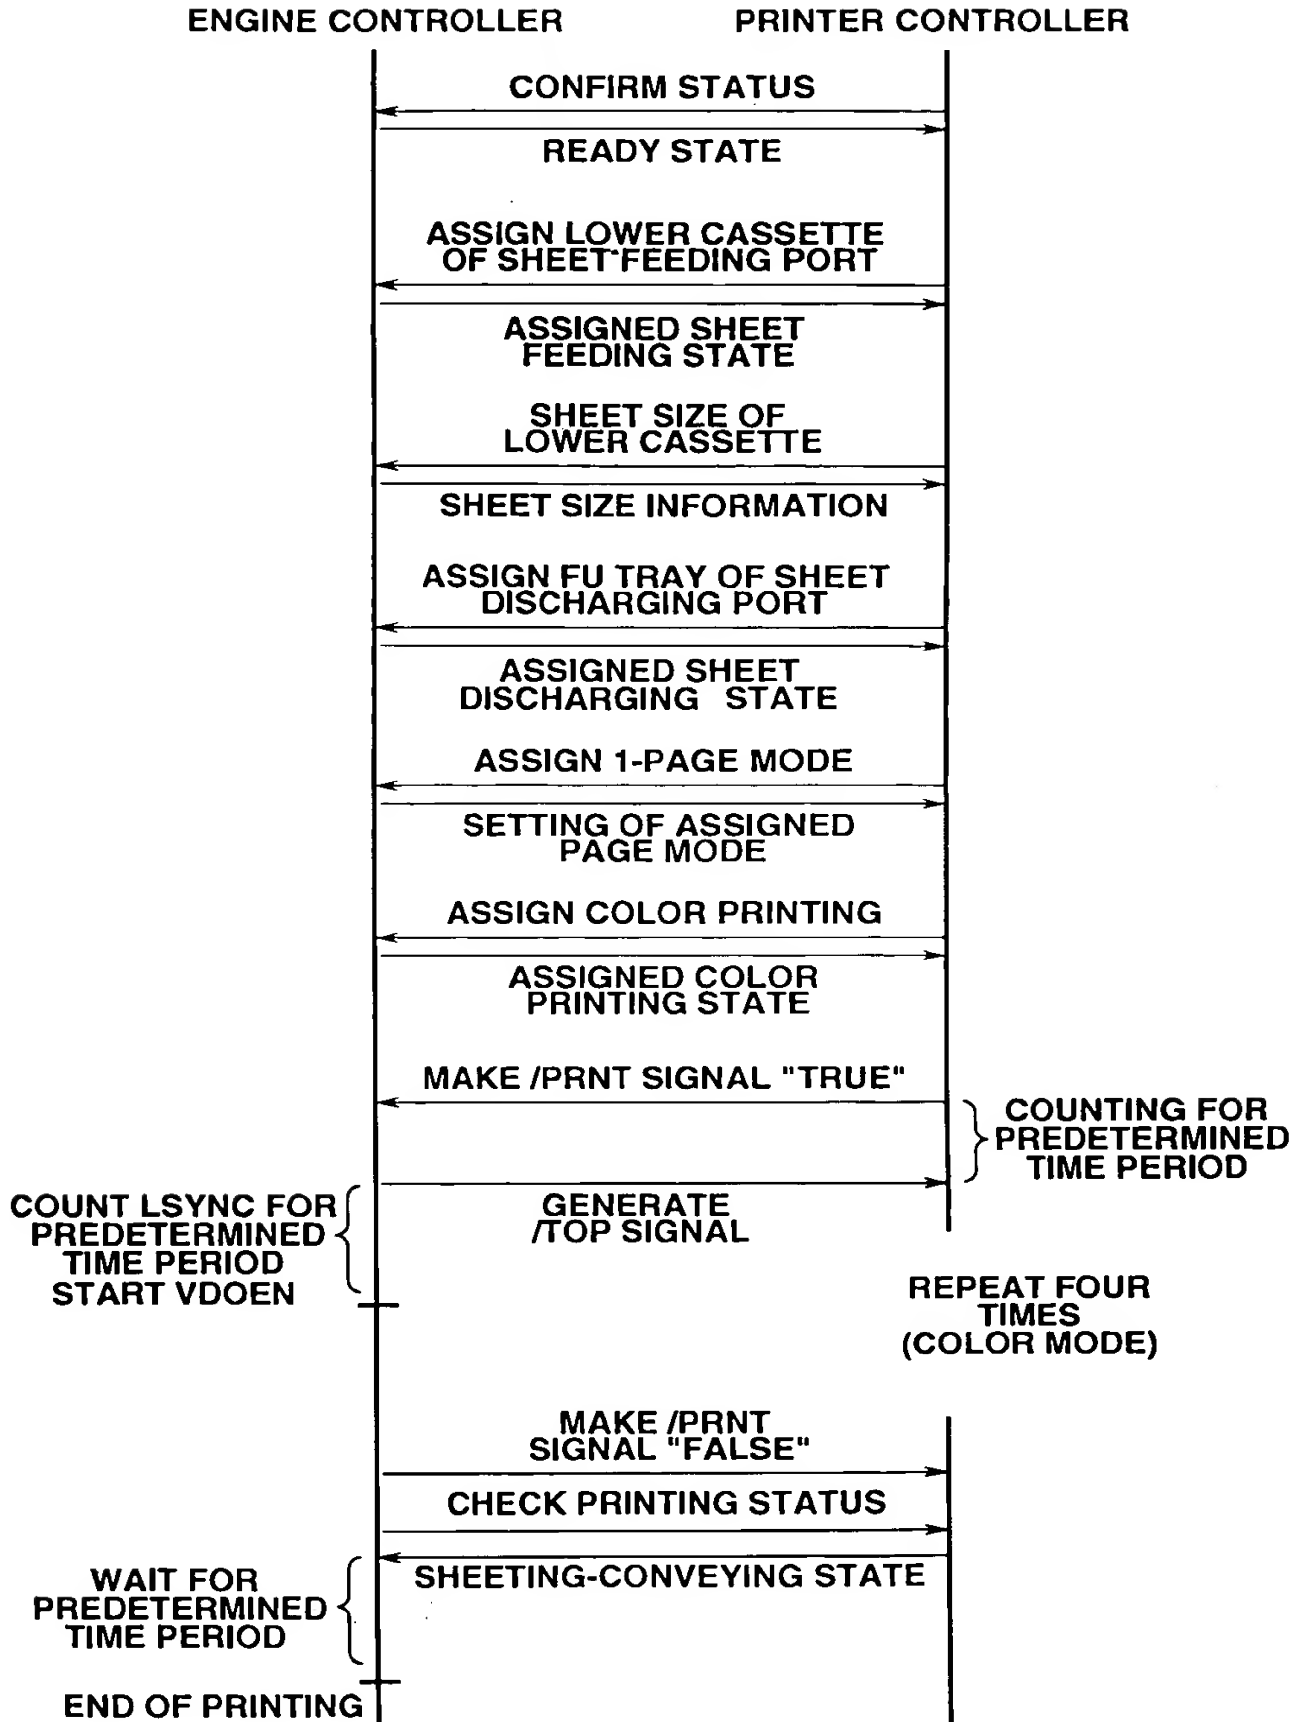 ENGINE CONTROLLER
PRINTER CONTROLLER
CONFIRM STATUS
READY STATE
ASSIGN LOWER CASSETTE
OF SHEET FEEDING PORT
ASSIGNED SHEET
FEEDING STATE
SHEET SIZE OF
LOWER CASSETTE
SHEET SIZE INFORMATION
ASSIGN FU TRAY OF SHEET
DISCHARGING PORT
ASSIGNED SHEET
DISCHARGING STATE
ASSIGN 1-PAGE MODE
SETTING OF ASSIGNED
PAGE MODE
ASSIGN COLOR PRINTING
ASSIGNED COLOR
PRINTING STATE
MAKE /PRNT SIGNAL "TRUE"
COUNTING FOR
PREDETERMINED
TIME PERIOD
COUNT LSYNC FOR
PREDETERMINED
TIME PERIOD
START VDOEN
GENERATE
/TOP SIGNAL
REPEAT FOUR
TIMES
(COLOR MODE)
MAKE /PRNT
SIGNAL "FALSE"
CHECK PRINTING STATUS
SHEETING-CONVEYING STATE
WAIT FOR
PREDETERMINED
TIME PERIOD
END OF PRINTING